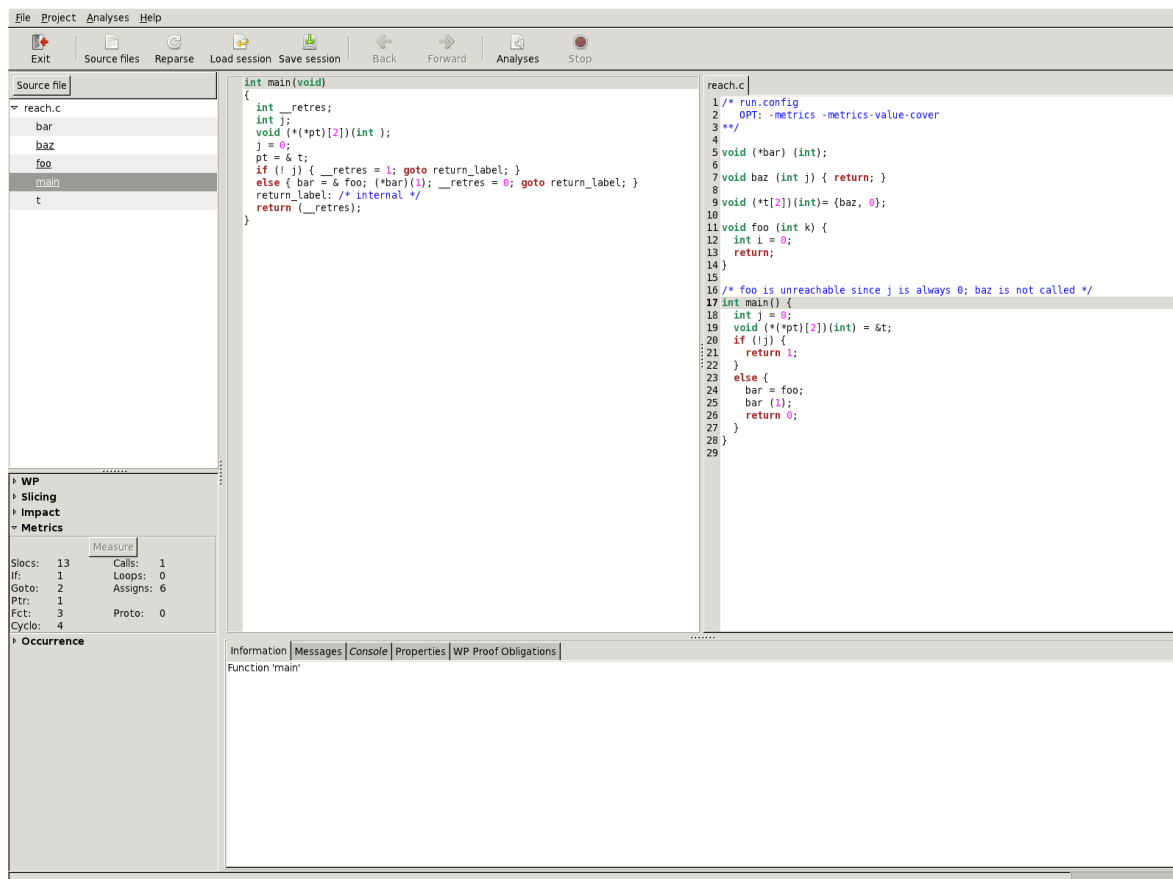 File Project Analyses Help
Exit Source files Reparse Load session Save session Back Forward Analyses Stop
Source file
reach.c
bar
baz
foo
main
t
int main(void)
{
  int __retres;
  int j;
  void (*(*pt)[2])(int );
  j = 0;
  pt = & t;
  if (! j) { __retres = 1; goto return_label; }
  else { bar = & foo; (*bar)(1); __retres = 0; goto return_label; }
  return_label: /* internal */
  return (__retres);
}
reach.c
1 /* run.config
2    OPT: -metrics -metrics-value-cover
3 **/
4
5 void (*bar) (int);
6
7 void baz (int j) { return; }
8
9 void (*t[2])(int)= {baz, 0};
10
11 void foo (int k) {
12   int i = 0;
13   return;
14 }
15
16 /* foo is unreachable since j is always 0; baz is not called */
17 int main() {
18   int j = 0;
19   void (*(*pt)[2])(int) = &t;
20   if (!j) {
21     return 1;
22   }
23   else {
24     bar = foo;
25     bar (1);
26     return 0;
27   }
28 }
29
WP
Slicing
Impact
Metrics
Measure
Slocs: 13 Calls: 1
If: 1 Loops: 0
Goto: 2 Assigns: 6
Ptr: 1
Fct: 3 Proto: 0
Cyclo: 4
Occurrence
Information Messages Console Properties WP Proof Obligations
Function 'main'